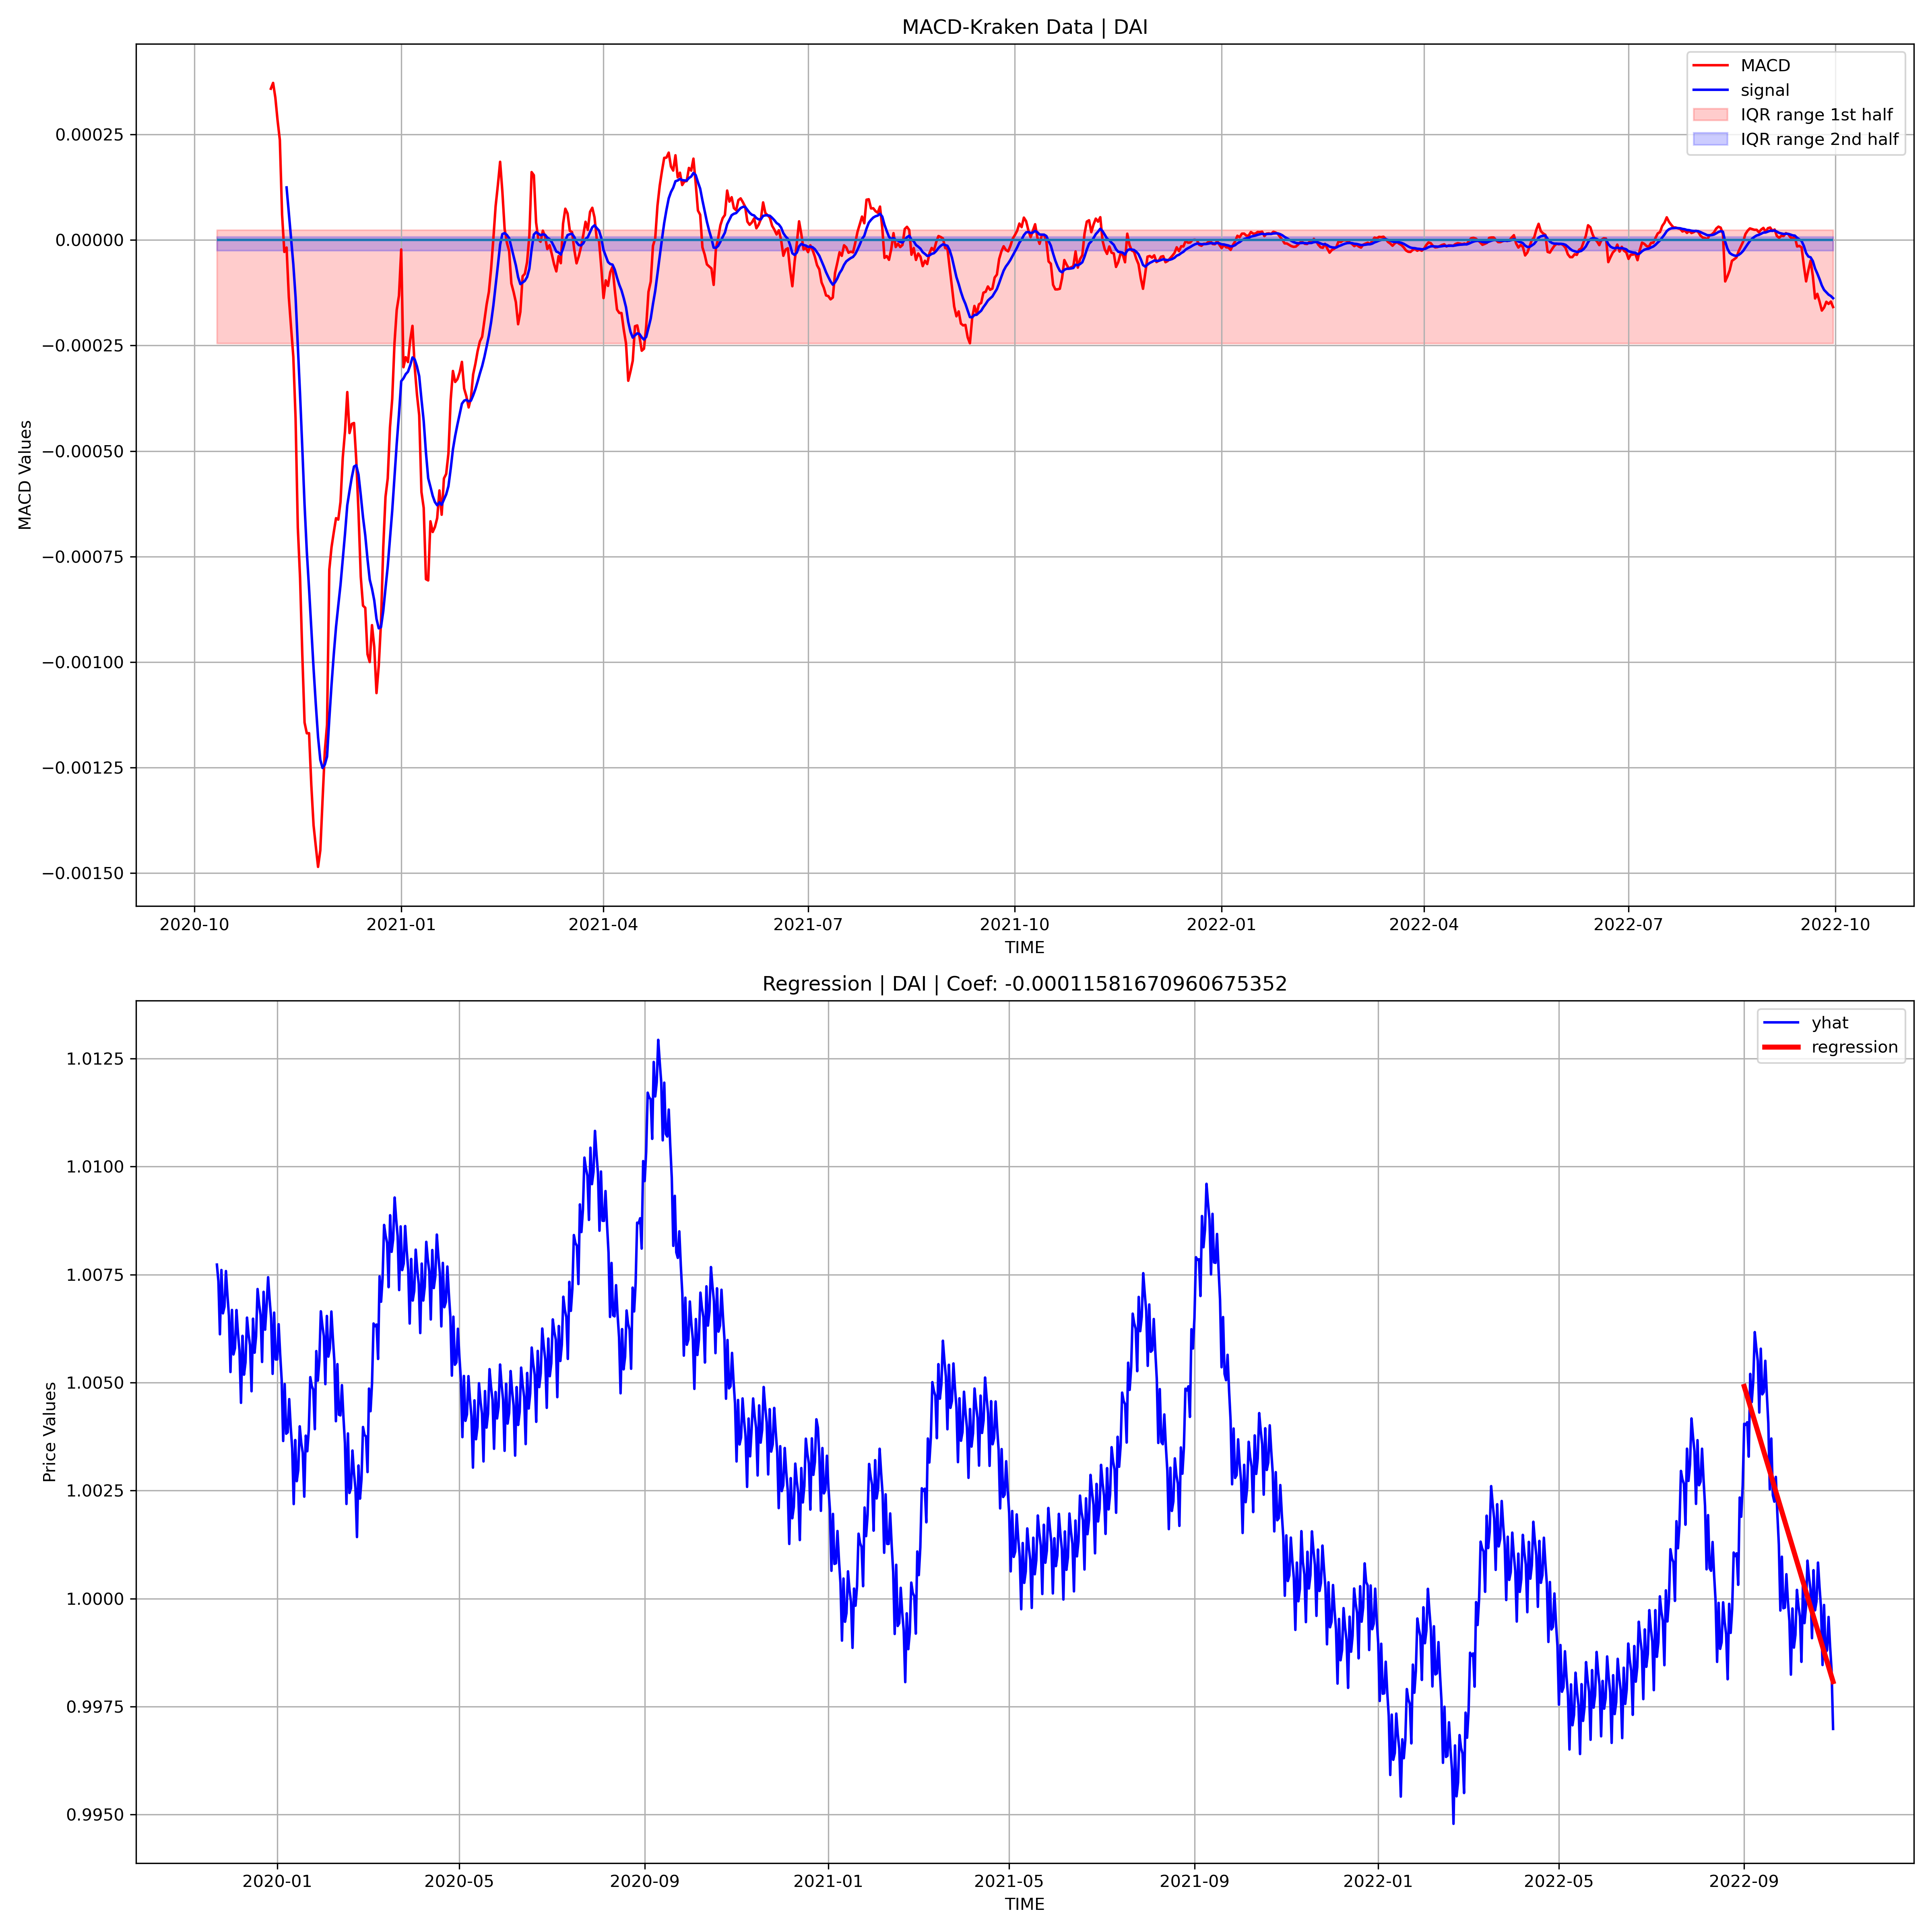 MACD-Kraken Data | DAI
MACD
signal
IQR range 1st half
IQR range 2nd half
MACD Values
0.00025
0.00000
−0.00025
−0.00050
−0.00075
−0.00100
−0.00125
−0.00150
2020-10 2021-01 2021-04 2021-07 2021-10 2022-01 2022-04 2022-07 2022-10
TIME
Regression | DAI | Coef: -0.00011581670960675352
yhat
regression
Price Values
1.0125
1.0100
1.0075
1.0050
1.0025
1.0000
0.9975
0.9950
2020-01 2020-05 2020-09 2021-01 2021-05 2021-09 2022-01 2022-05 2022-09
TIME